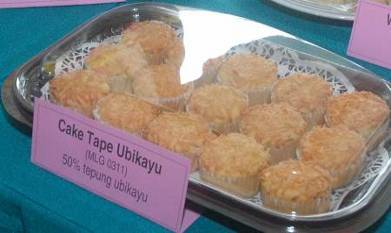 Cake Tape Ubikayu
(MLG 0311)
50% tepung ubikayu